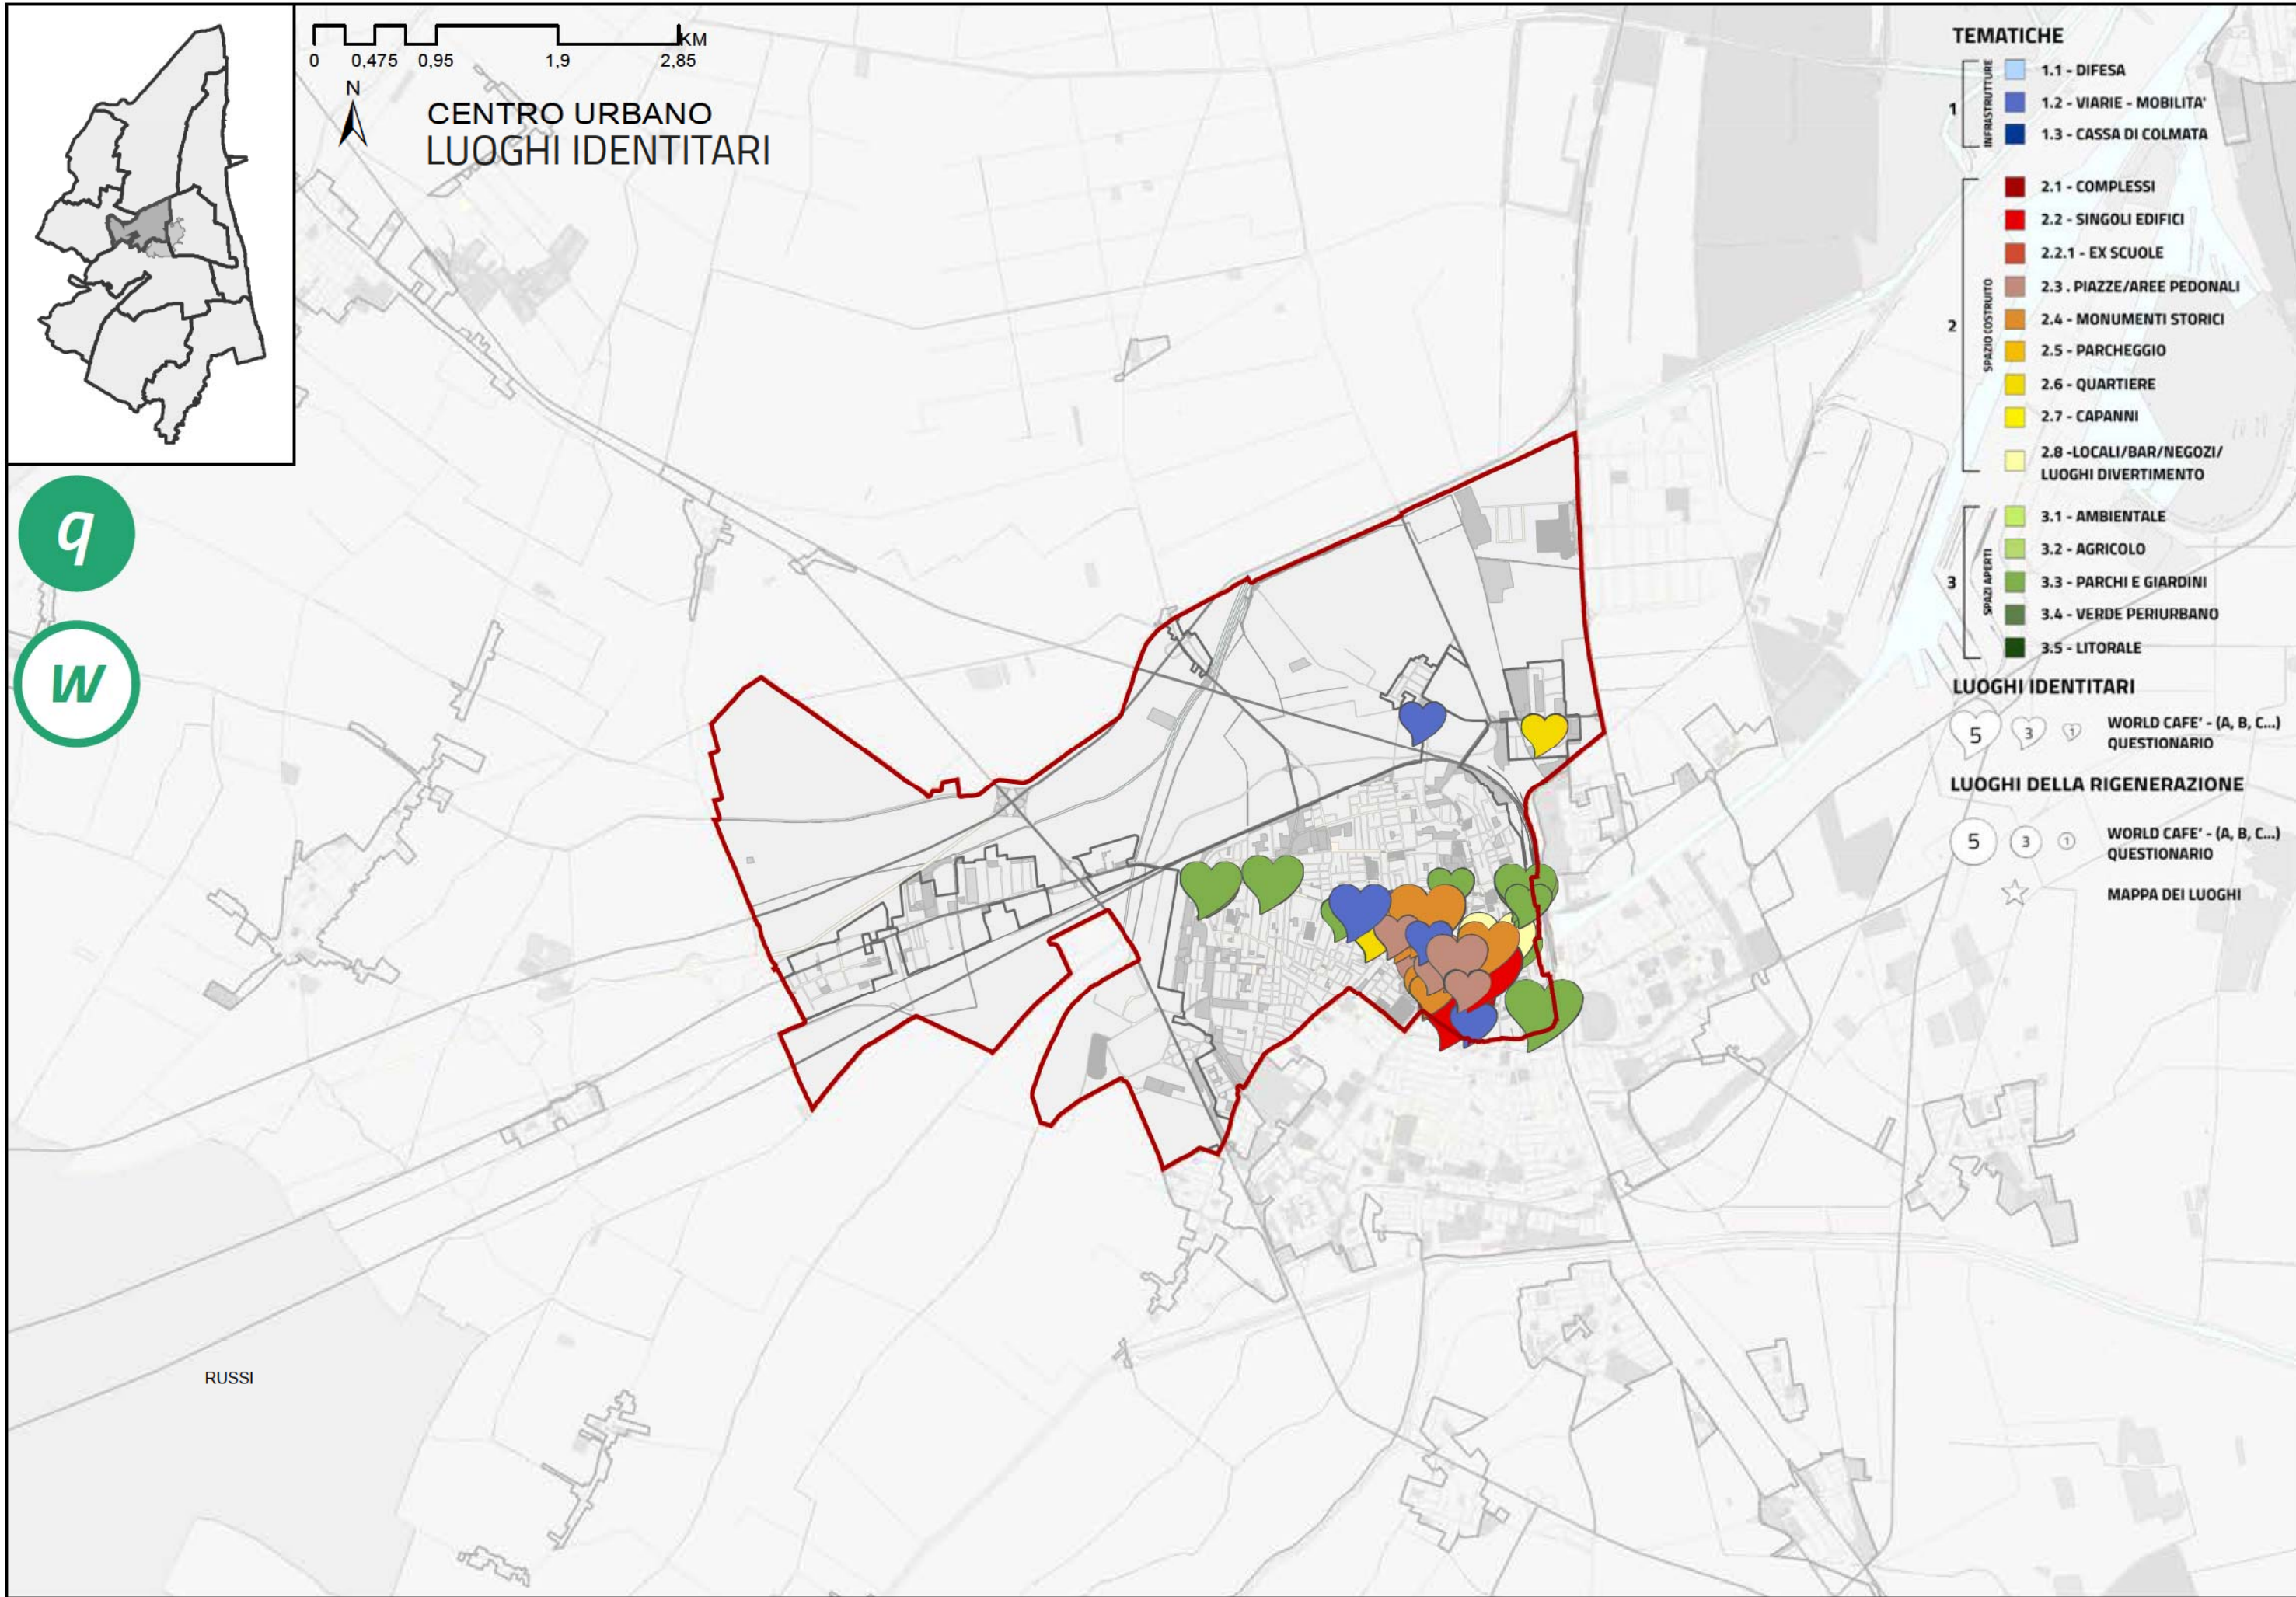 KM
0 0,475 0,95 1,9 2,85
N
CENTRO URBANO
LUOGHI IDENTITARI
q
w
RUSSI
TEMATICHE
1
INFRASTRUTTURE
1.1 - DIFESA
1.2 - VIARIE - MOBILITA'
1.3 - CASSA DI COLMATA
2
SPAZIO COSTRUITO
2.1 - COMPLESSI
2.2 - SINGOLI EDIFICI
2.2.1 - EX SCUOLE
2.3 . PIAZZE/AREE PEDONALI
2.4 - MONUMENTI STORICI
2.5 - PARCHEGGIO
2.6 - QUARTIERE
2.7 - CAPANNI
2.8 -LOCALI/BAR/NEGOZI/
LUOGHI DIVERTIMENTO
3
SPAZI APERTI
3.1 - AMBIENTALE
3.2 - AGRICOLO
3.3 - PARCHI E GIARDINI
3.4 - VERDE PERIURBANO
3.5 - LITORALE
LUOGHI IDENTITARI
5 3 1 WORLD CAFE' - (A, B, C...)
QUESTIONARIO
LUOGHI DELLA RIGENERAZIONE
5 3 1 WORLD CAFE' - (A, B, C...)
QUESTIONARIO
MAPPA DEI LUOGHI